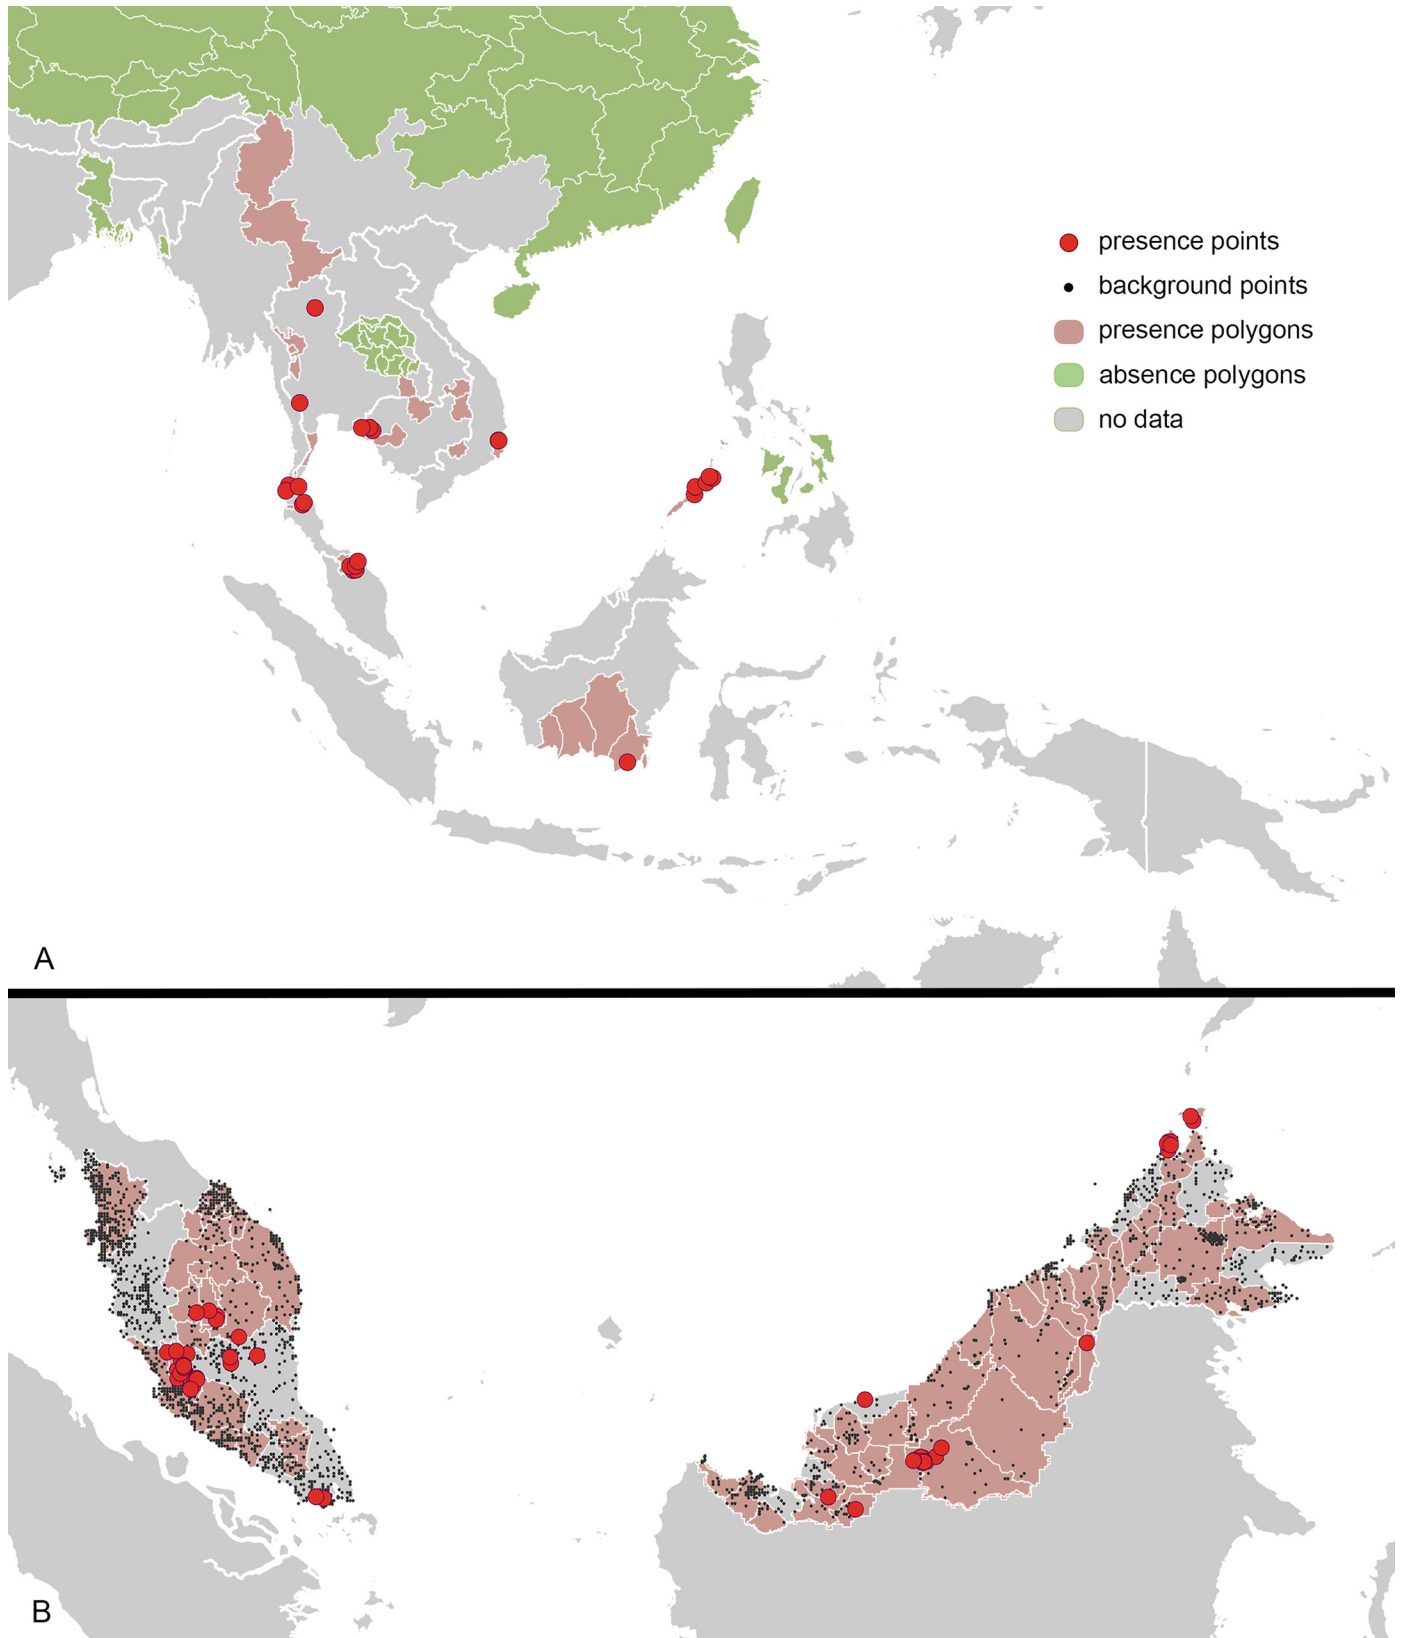 presence points
background points
presence polygons
absence polygons
no data
A
B